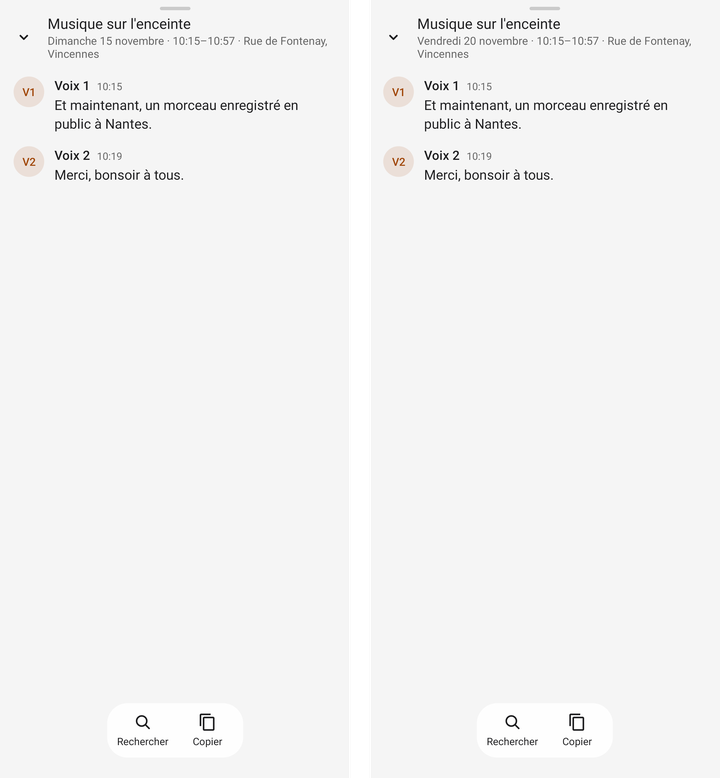 Musique sur l'enceinte
Dimanche 15 novembre · 10:15–10:57 · Rue de Fontenay,
Vincennes
V1
Voix 1 10:15
Et maintenant, un morceau enregistré en
public à Nantes.
V2
Voix 2 10:19
Merci, bonsoir à tous.
Rechercher
Copier
Musique sur l'enceinte
Vendredi 20 novembre · 10:15–10:57 · Rue de Fontenay,
Vincennes
V1
Voix 1 10:15
Et maintenant, un morceau enregistré en
public à Nantes.
V2
Voix 2 10:19
Merci, bonsoir à tous.
Rechercher
Copier